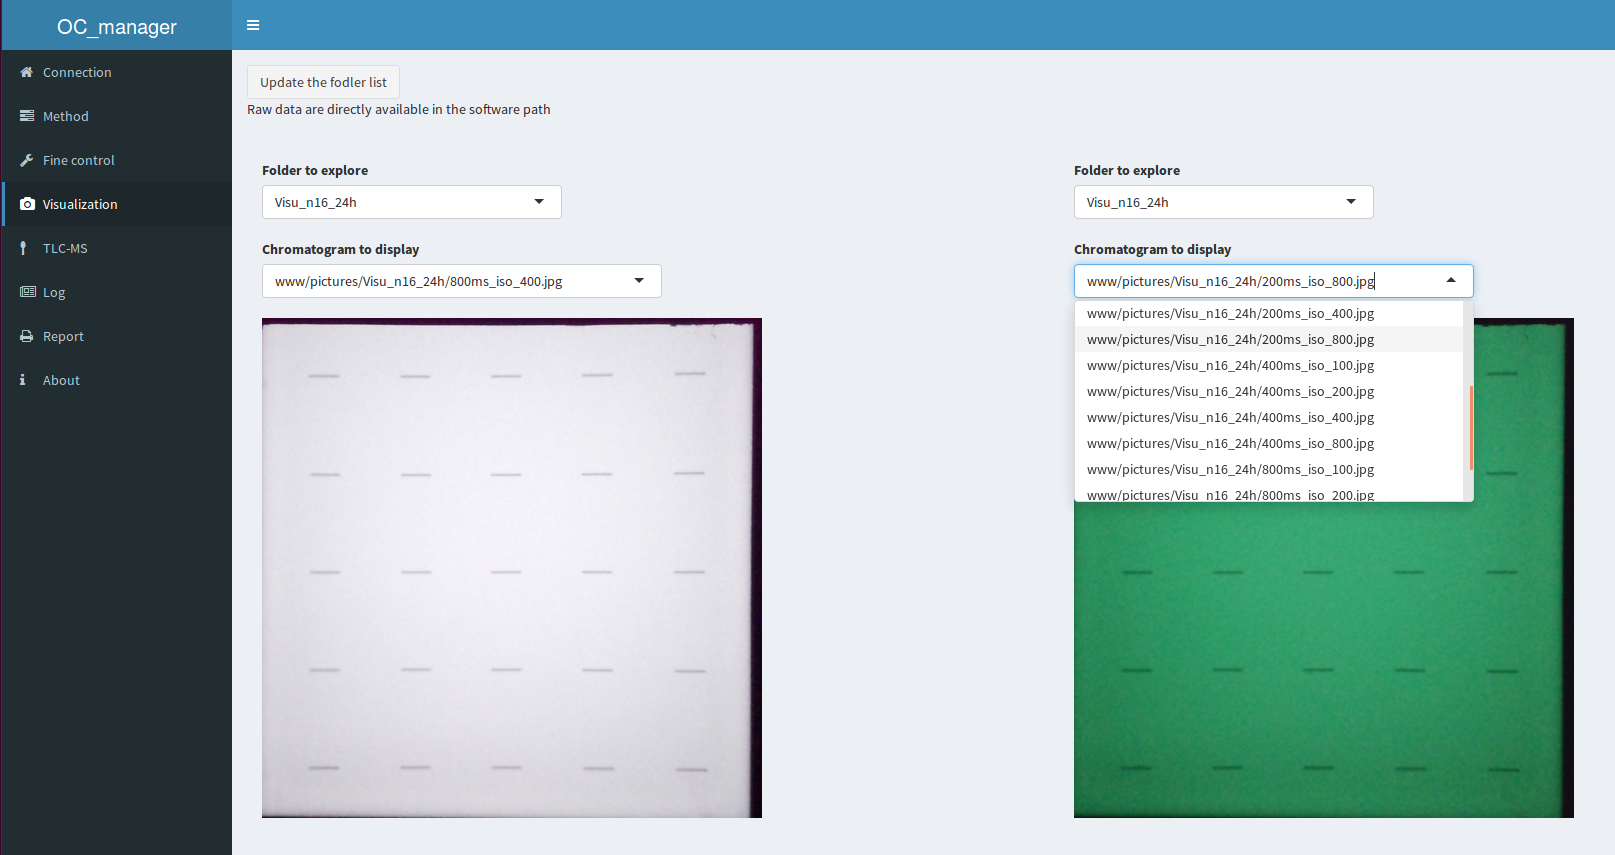 OC_manager
Connection
Method
Fine control
Visualization
TLC-MS
Log
Report
About
Update the fodler list
Raw data are directly available in the software path
Folder to explore
Visu_n16_24h
Chromatogram to display
www/pictures/Visu_n16_24h/800ms_iso_400.jpg
Folder to explore
Visu_n16_24h
Chromatogram to display
www/pictures/Visu_n16_24h/200ms_iso_800.jpg
www/pictures/Visu_n16_24h/200ms_iso_400.jpg
www/pictures/Visu_n16_24h/200ms_iso_800.jpg
www/pictures/Visu_n16_24h/400ms_iso_100.jpg
www/pictures/Visu_n16_24h/400ms_iso_200.jpg
www/pictures/Visu_n16_24h/400ms_iso_400.jpg
www/pictures/Visu_n16_24h/400ms_iso_800.jpg
www/pictures/Visu_n16_24h/800ms_iso_100.jpg
www/pictures/Visu_n16_24h/800ms_iso_200.jpg